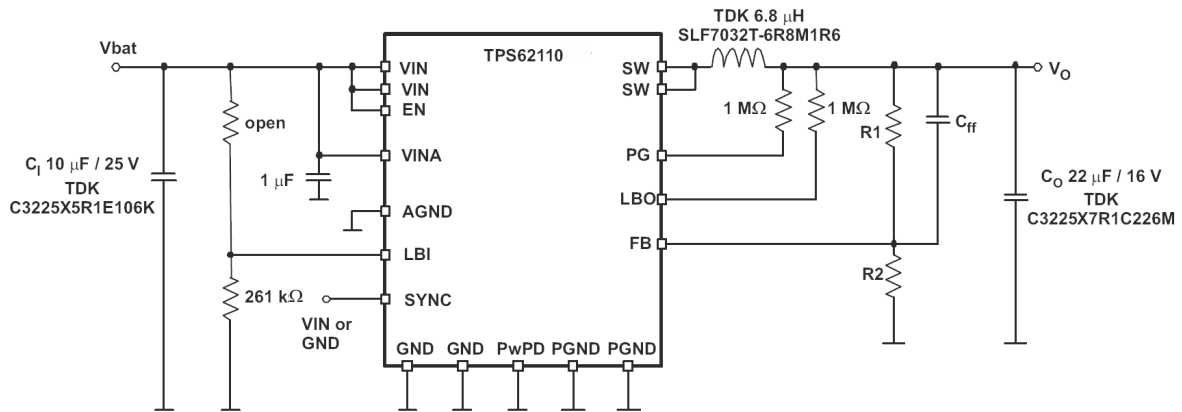 TDK 6.8 μH
SLF7032T-6R8M1R6
Vbat
TPS62110
VIN
SW
VO
VIN
SW
EN
1 MΩ
1 MΩ
open
R1
Cff
CI 10 μF / 25 V
TDK
C3225X5R1E106K
VINA
PG
1 μF
CO 22 μF / 16 V
TDK
C3225X7R1C226M
AGND
LBO
LBI
FB
R2
261 kΩ
SYNC
VIN or
GND
GND GND PwPD PGND PGND